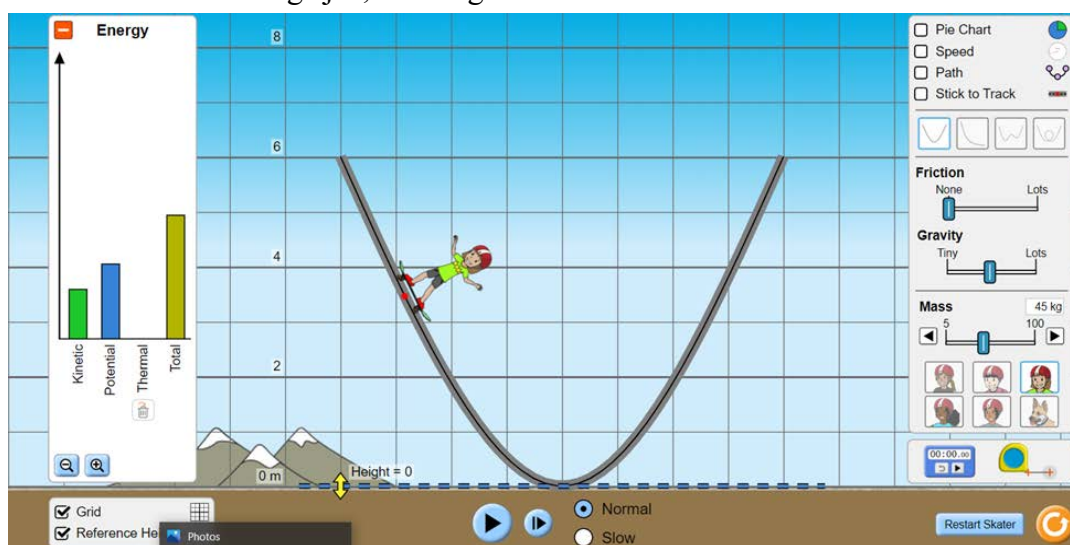 Energy
Kinetic
Potential
Thermal
Total
8
6
4
2
0 m
Height = 0
Pie Chart
Speed
Path
Stick to Track
Friction
None Lots
Gravity
Tiny Lots
Mass 45 kg
5 100
00:00.00
Grid
Reference He
Photos
Normal
Slow
Restart Skater